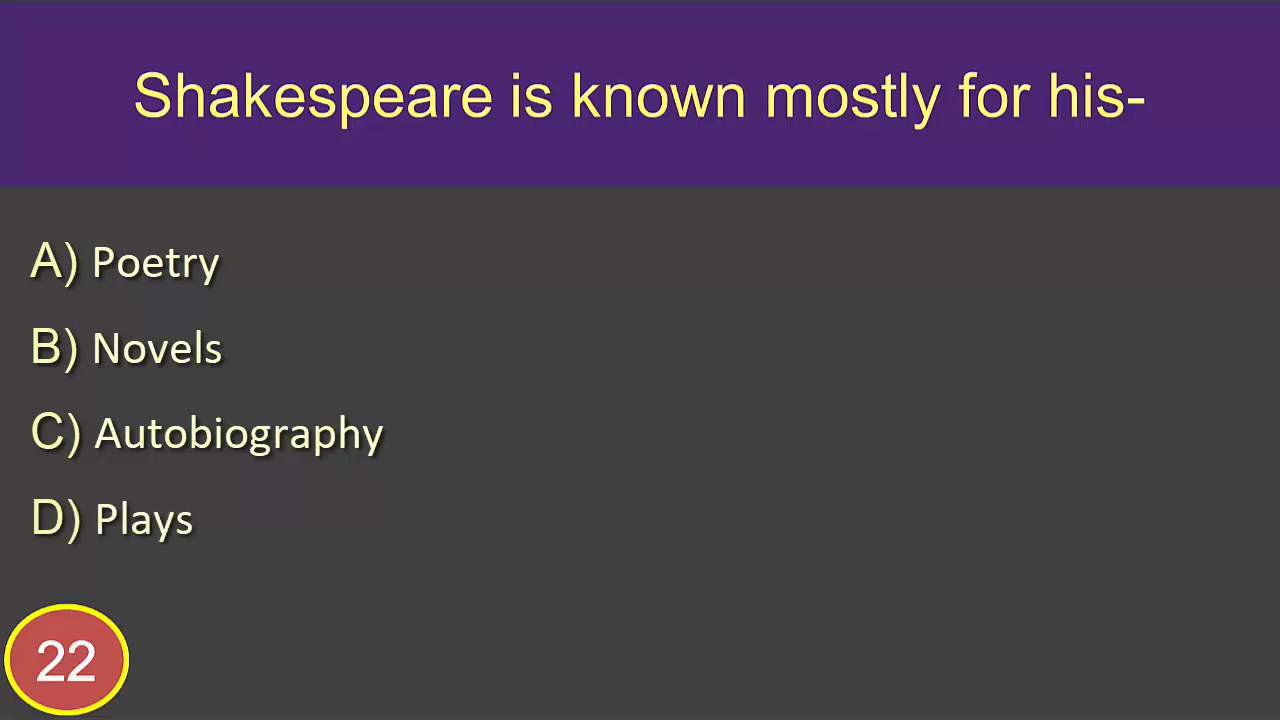 Shakespeare is known mostly for his-
A) Poetry
B) Novels
C) Autobiography
D) Plays
22